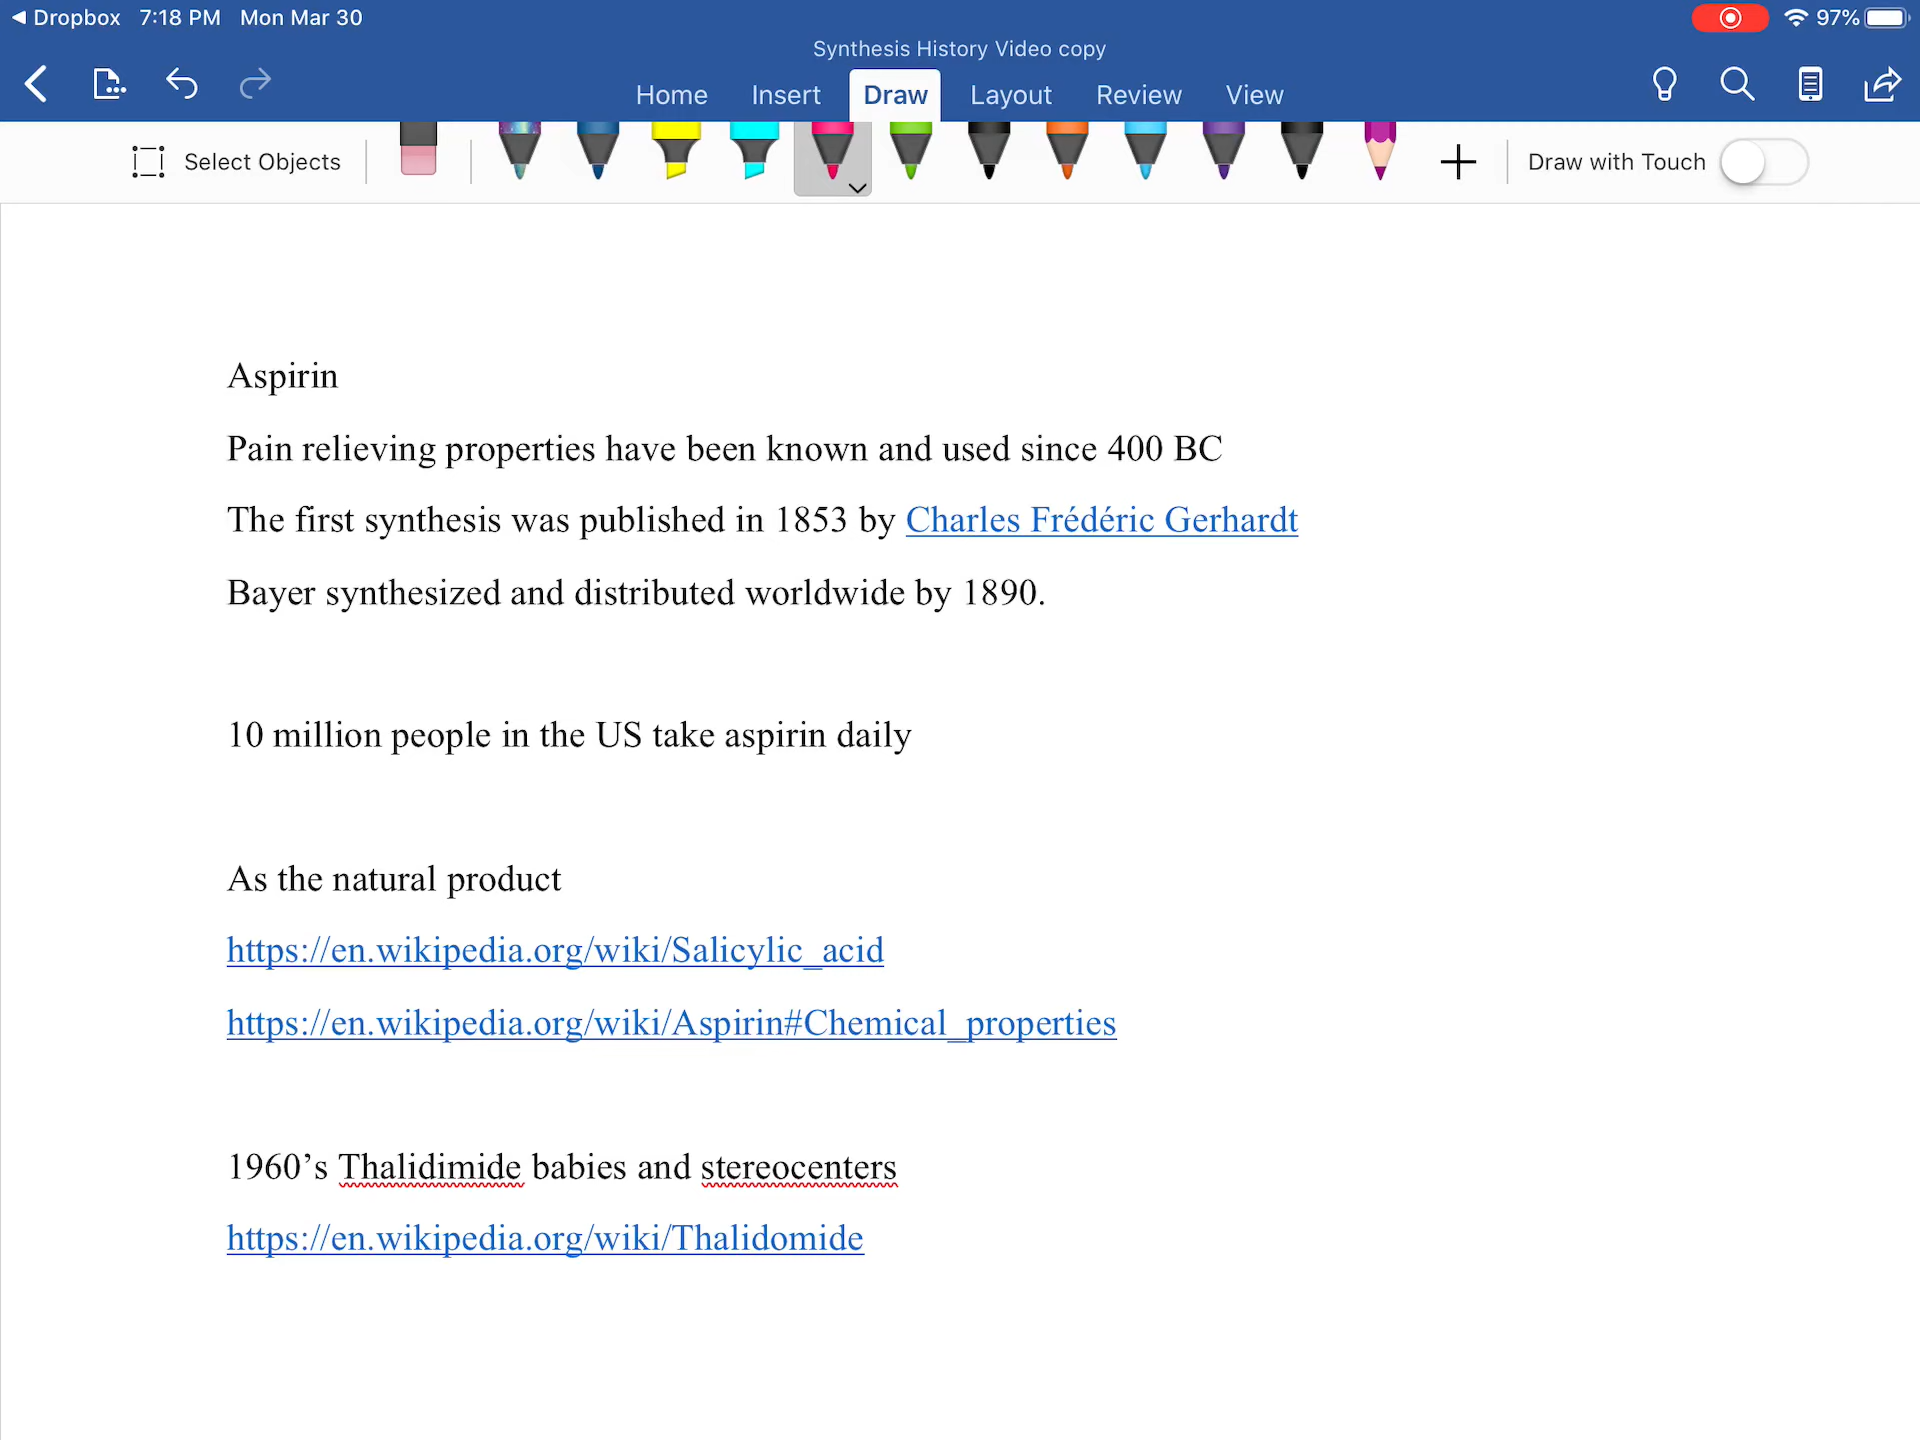 Dropbox 7:18 PM Mon Mar 30 97%
Synthesis History Video copy
Home Insert Draw Layout Review View
Select Objects Draw with Touch
Aspirin
Pain relieving properties have been known and used since 400 BC
The first synthesis was published in 1853 by Charles Frédéric Gerhardt
Bayer synthesized and distributed worldwide by 1890.
10 million people in the US take aspirin daily
As the natural product
https://en.wikipedia.org/wiki/Salicylic_acid
https://en.wikipedia.org/wiki/Aspirin#Chemical_properties
1960’s Thalidimide babies and stereocenters
https://en.wikipedia.org/wiki/Thalidomide